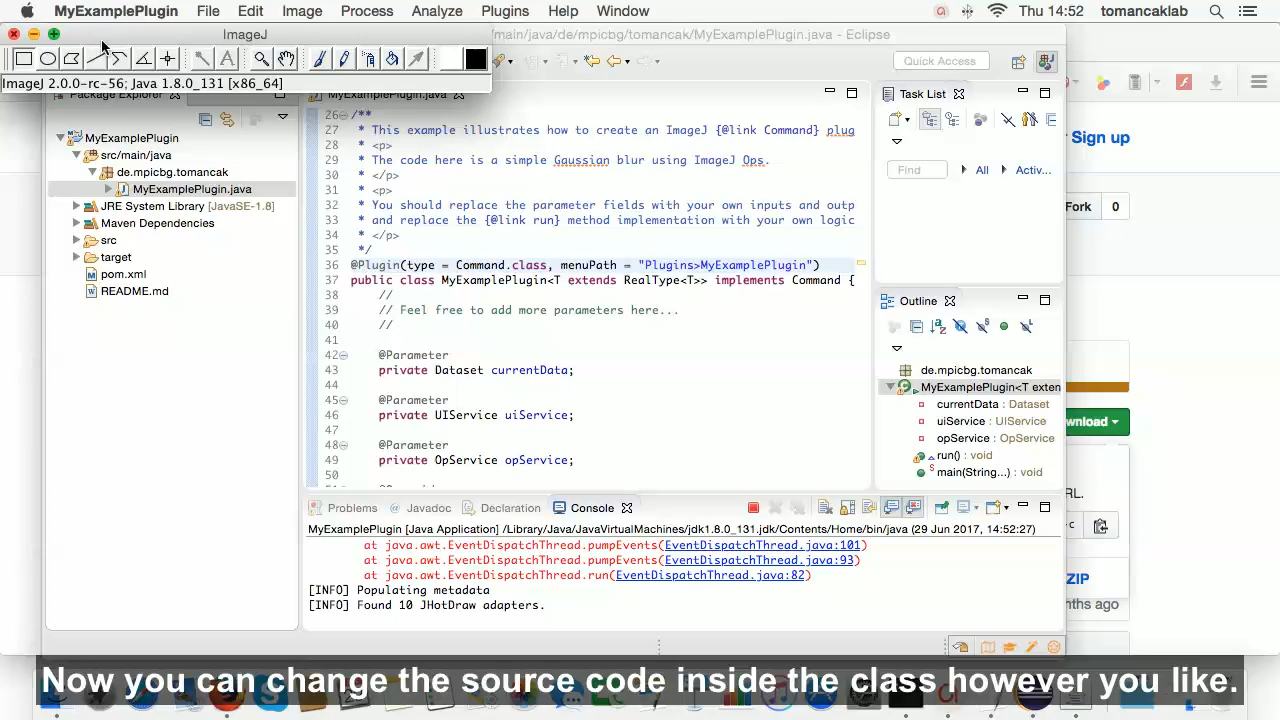 MyExamplePlugin File Edit Image Process Analyze Plugins Help Window Thu 14:52 tomancaklab
ImageJ
/main/java/de/mpicbg/tomancak/MyExamplePlugin.java - Eclipse
Quick Access
ImageJ 2.0.0-rc-56; Java 1.8.0_131 [x86_64]
Package Explorer
MyExamplePlugin.java
Task List
MyExamplePlugin
src/main/java
de.mpicbg.tomancak
MyExamplePlugin.java
JRE System Library [JavaSE-1.8]
Maven Dependencies
src
target
pom.xml
README.md
26 /**
27 * This example illustrates how to create an ImageJ {@link Command} plug
28 * <p>
29 * The code here is a simple Gaussian blur using ImageJ Ops.
30 * </p>
31 * <p>
32 * You should replace the parameter fields with your own inputs and outp
33 * and replace the {@link run} method implementation with your own logic
34 * </p>
35 */
36 @Plugin(type = Command.class, menuPath = "Plugins>MyExamplePlugin")
37 public class MyExamplePlugin<T extends RealType<T>> implements Command {
38 //
39 // Feel free to add more parameters here...
40 //
41
42 @Parameter
43 private Dataset currentData;
44
45 @Parameter
46 private UIService uiService;
47
48 @Parameter
49 private OpService opService;
50
Find All Activ...
Outline
de.mpicbg.tomancak
MyExamplePlugin<T exten
currentData : Dataset
uiService : UIService
opService : OpService
run() : void
main(String...) : void
Sign up
Fork 0
wnload
RL.
c
ZIP
nths ago
Problems Javadoc Declaration Console
MyExamplePlugin [Java Application] /Library/Java/JavaVirtualMachines/jdk1.8.0_131.jdk/Contents/Home/bin/java (29 Jun 2017, 14:52:27)
at java.awt.EventDispatchThread.pumpEvents(EventDispatchThread.java:101)
at java.awt.EventDispatchThread.pumpEvents(EventDispatchThread.java:93)
at java.awt.EventDispatchThread.run(EventDispatchThread.java:82)
[INFO] Populating metadata
[INFO] Found 10 JHotDraw adapters.
Now you can change the source code inside the class however you like.